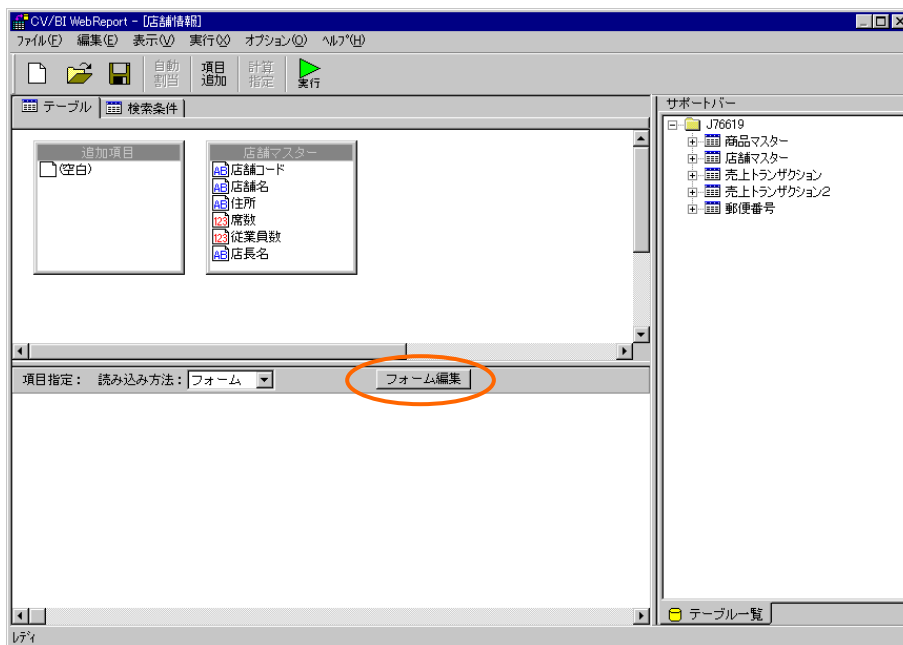 CV/BI WebReport - [店舗情報]
ファイル(F) 編集(E) 表示(V) 実行(X) オプション(O) ヘルプ(H)
自動割当 項目追加 計算指定 実行
テーブル 検索条件
追加項目
(空白)
店舗マスター
AB 店舗コード
AB 店舗名
AB 住所
123 席数
123 従業員数
AB 店長名
項目指定: 読み込み方法: フォーム フォーム編集
レディ
サポートバー
J76619
商品マスター
店舗マスター
売上トランザクション
売上トランザクション2
郵便番号
テーブル一覧